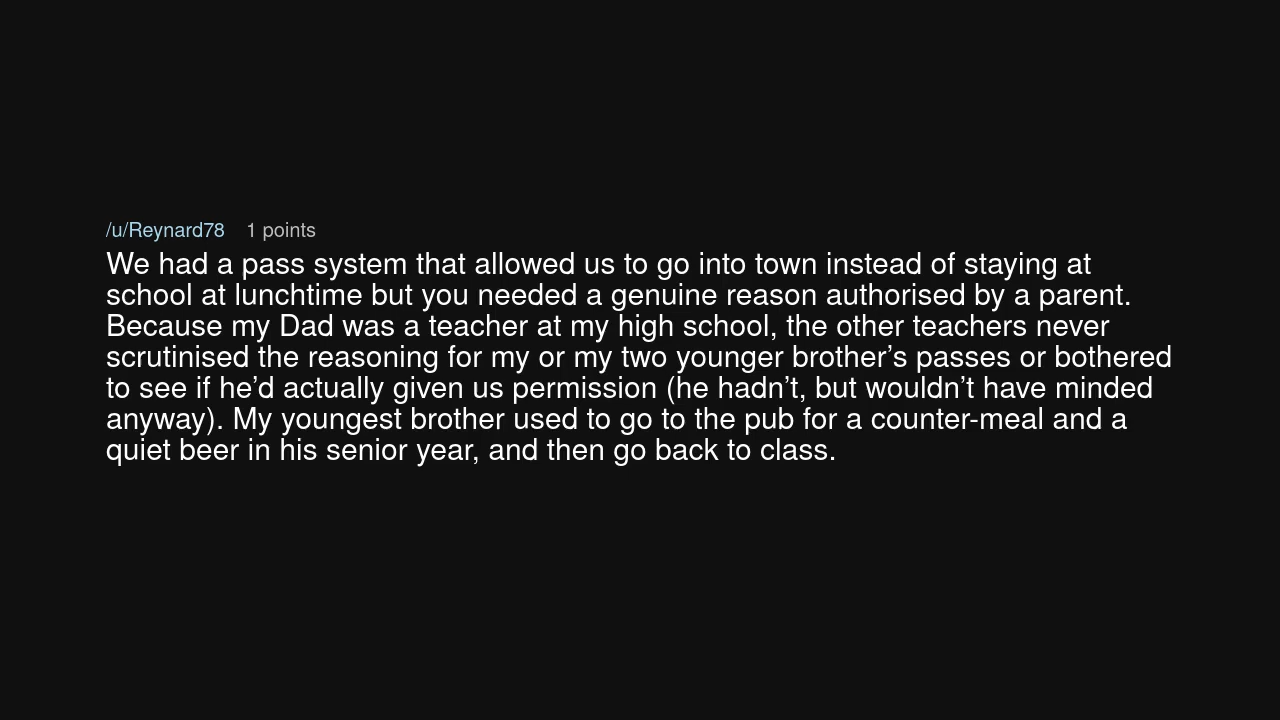 /u/Reynard78 1 points
We had a pass system that allowed us to go into town instead of staying at
school at lunchtime but you needed a genuine reason authorised by a parent.
Because my Dad was a teacher at my high school, the other teachers never
scrutinised the reasoning for my or my two younger brother’s passes or bothered
to see if he’d actually given us permission (he hadn’t, but wouldn’t have minded
anyway). My youngest brother used to go to the pub for a counter-meal and a
quiet beer in his senior year, and then go back to class.